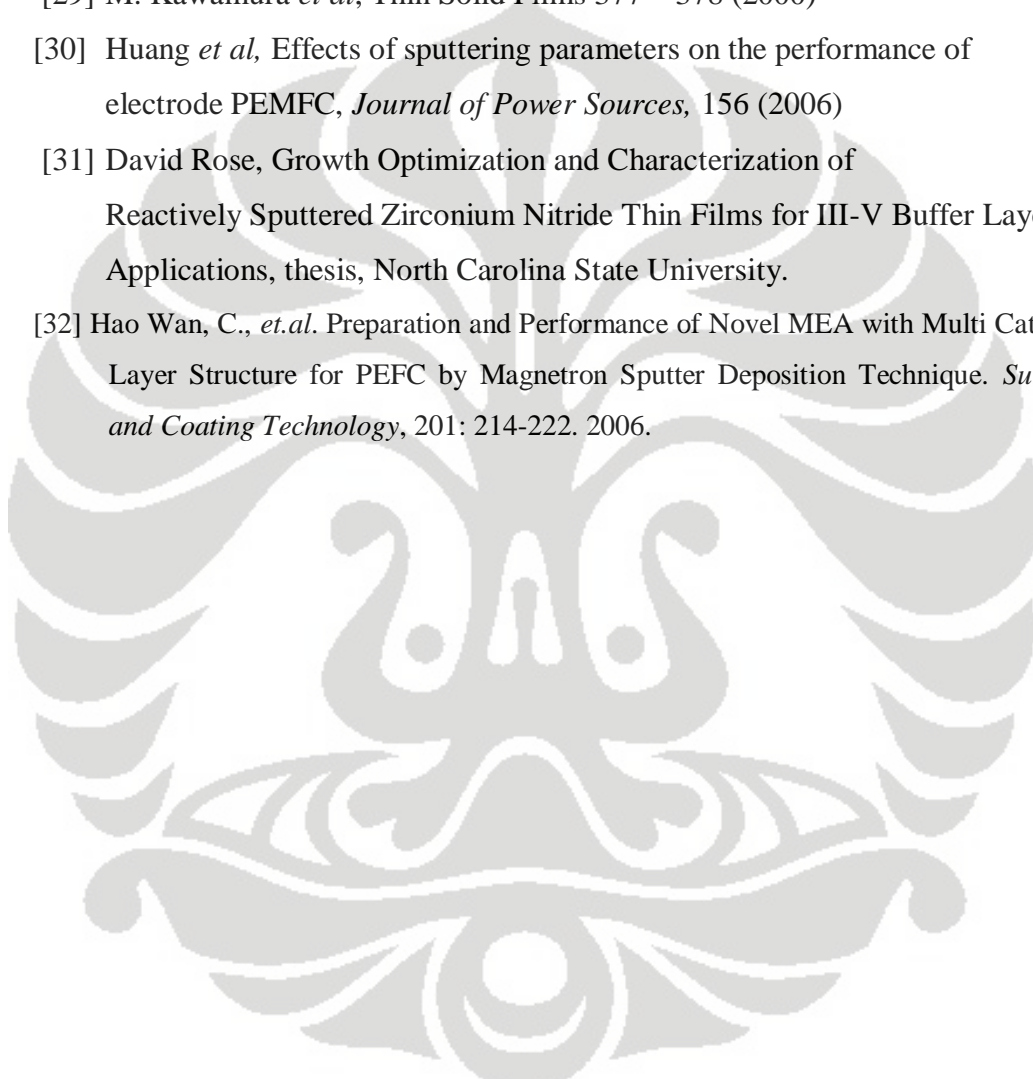 [29] M. Kawamura et al, Thin Solid Films 377 – 378 (2000)
[30] Huang et al, Effects of sputtering parameters on the performance of
electrode PEMFC, Journal of Power Sources, 156 (2006)
[31] David Rose, Growth Optimization and Characterization of
Reactively Sputtered Zirconium Nitride Thin Films for III-V Buffer
Applications, thesis, North Carolina State University.
[32] Hao Wan, C., et.al. Preparation and Performance of Novel MEA with Multi
Layer Structure for PEFC by Magnetron Sputter Deposition Technique.
and Coating Technology, 201: 214-222. 2006.